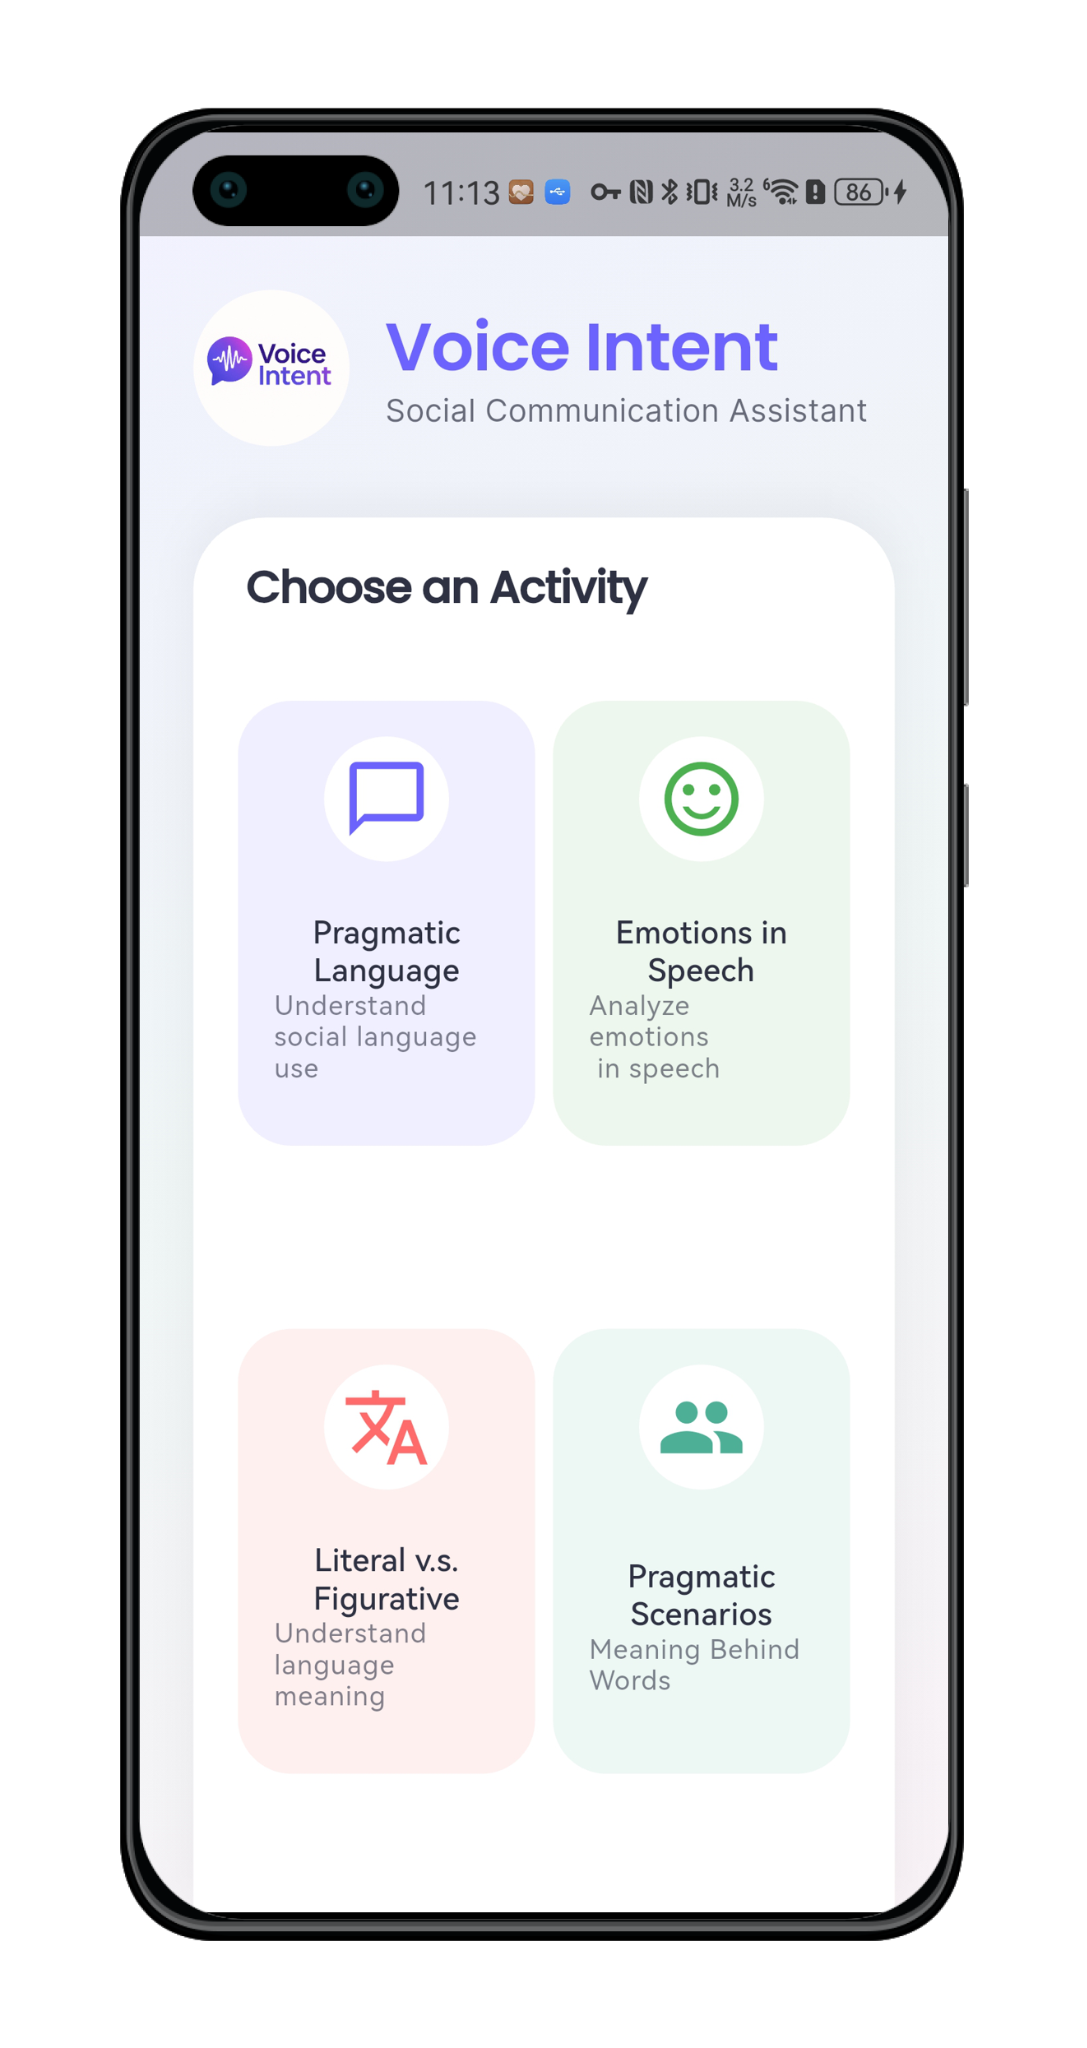 11:13
3.2 M/s
6
86
Voice Intent
Voice
Intent
Social Communication Assistant
Choose an Activity
Pragmatic
Language
Understand
social language
use
Emotions in
Speech
Analyze
emotions
in speech
文A
Literal v.s.
Figurative
Understand
language
meaning
Pragmatic
Scenarios
Meaning Behind
Words